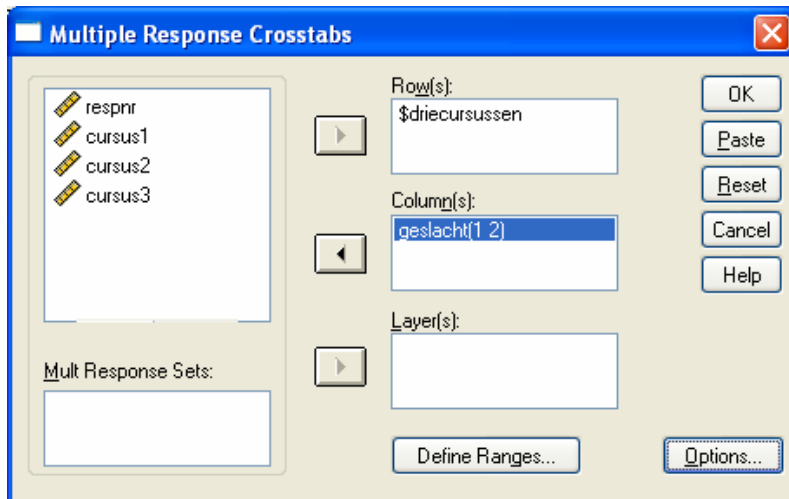 Multiple Response Crosstabs
respnr
cursus1
cursus2
cursus3
Mult Response Sets:
Row(s):
$driecursussen
Column(s):
geslacht(1 2)
Layer(s):
Define Ranges...
OK
Paste
Reset
Cancel
Help
Options...